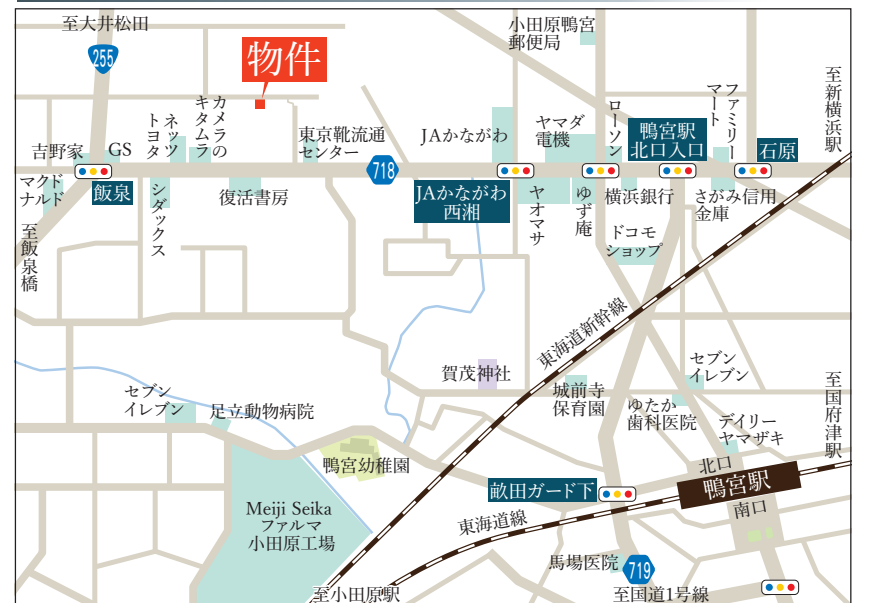 至大井松田
255
物件
小田原鴨宮
郵便局
至新横浜駅
カメラの
キタムラ
ネッツ
トヨタ
東京靴流通
センター
JAかながわ
ヤマダ
電機
ローソン
鴨宮駅
北口入口
ファミリー
マート
石原
吉野家
GS
718
マクド
ナルド
飯泉
シダックス
復活書房
JAかながわ
西湘
ヤオマサ
ゆず庵
横浜銀行
さがみ信用
金庫
至飯泉橋
ドコモ
ショップ
東海道新幹線
賀茂神社
城前寺
保育園
セブン
イレブン
至国府津駅
セブン
イレブン
足立動物病院
ゆたか
歯科医院
デイリー
ヤマザキ
鴨宮幼稚園
北口
鴨宮駅
南口
畝田ガード下
Meiji Seika
ファルマ
小田原工場
東海道線
馬場医院
719
至小田原駅
至国道1号線